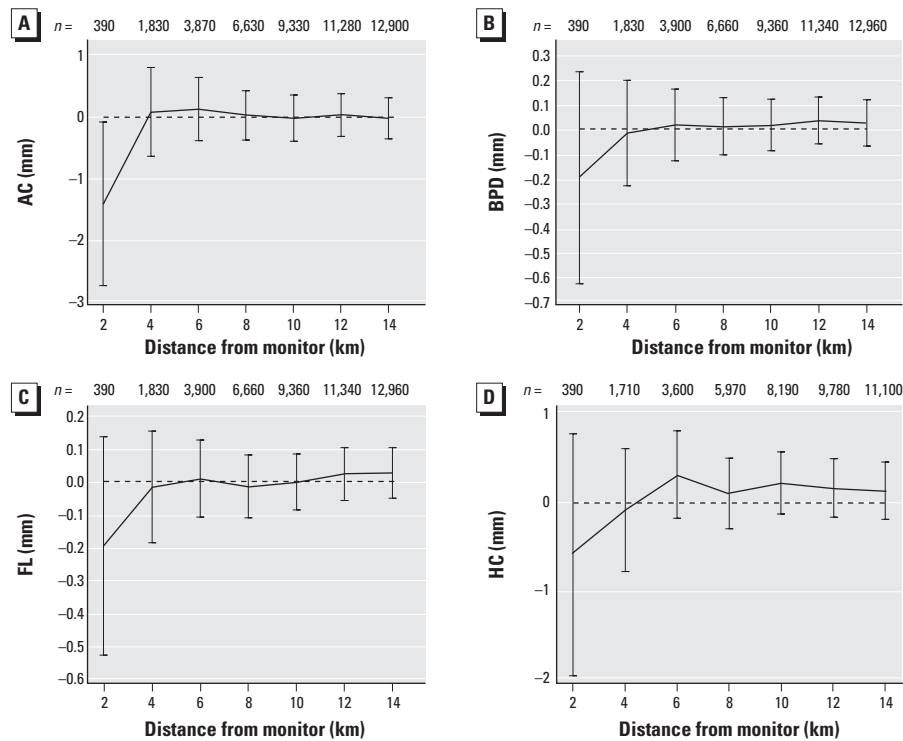 A n = 390 1,830 3,870 6,630 9,330 11,280 12,900
1
0
–1
–2
–3
AC (mm)
2 4 6 8 10 12 14
Distance from monitor (km)
B n = 390 1,830 3,900 6,660 9,360 11,340 12,960
0.3
0.2
0.1
0.0
–0.1
–0.2
–0.3
–0.4
–0.5
–0.6
–0.7
BPD (mm)
2 4 6 8 10 12 14
Distance from monitor (km)
C n = 390 1,830 3,900 6,660 9,360 11,340 12,960
0.2
0.1
0.0
–0.1
–0.2
–0.3
–0.4
–0.5
–0.6
FL (mm)
2 4 6 8 10 12 14
Distance from monitor (km)
D n = 390 1,710 3,600 5,970 8,190 9,780 11,100
1
0
–1
–2
HC (mm)
2 4 6 8 10 12 14
Distance from monitor (km)